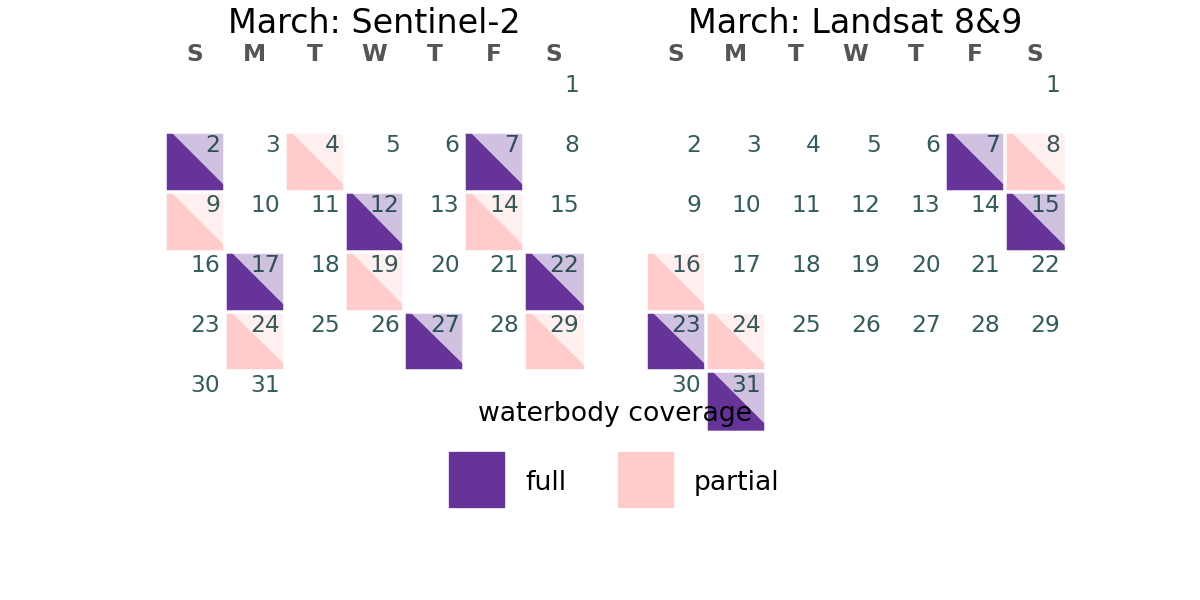 March: Sentinel-2
S M T W T F S
1
2 3 4 5 6 7 8
9 10 11 12 13 14 15
16 17 18 19 20 21 22
23 24 25 26 27 28 29
30 31
March: Landsat 8&9
S M T W T F S
1
2 3 4 5 6 7 8
9 10 11 12 13 14 15
16 17 18 19 20 21 22
23 24 25 26 27 28 29
30 31
waterbody coverage
full partial